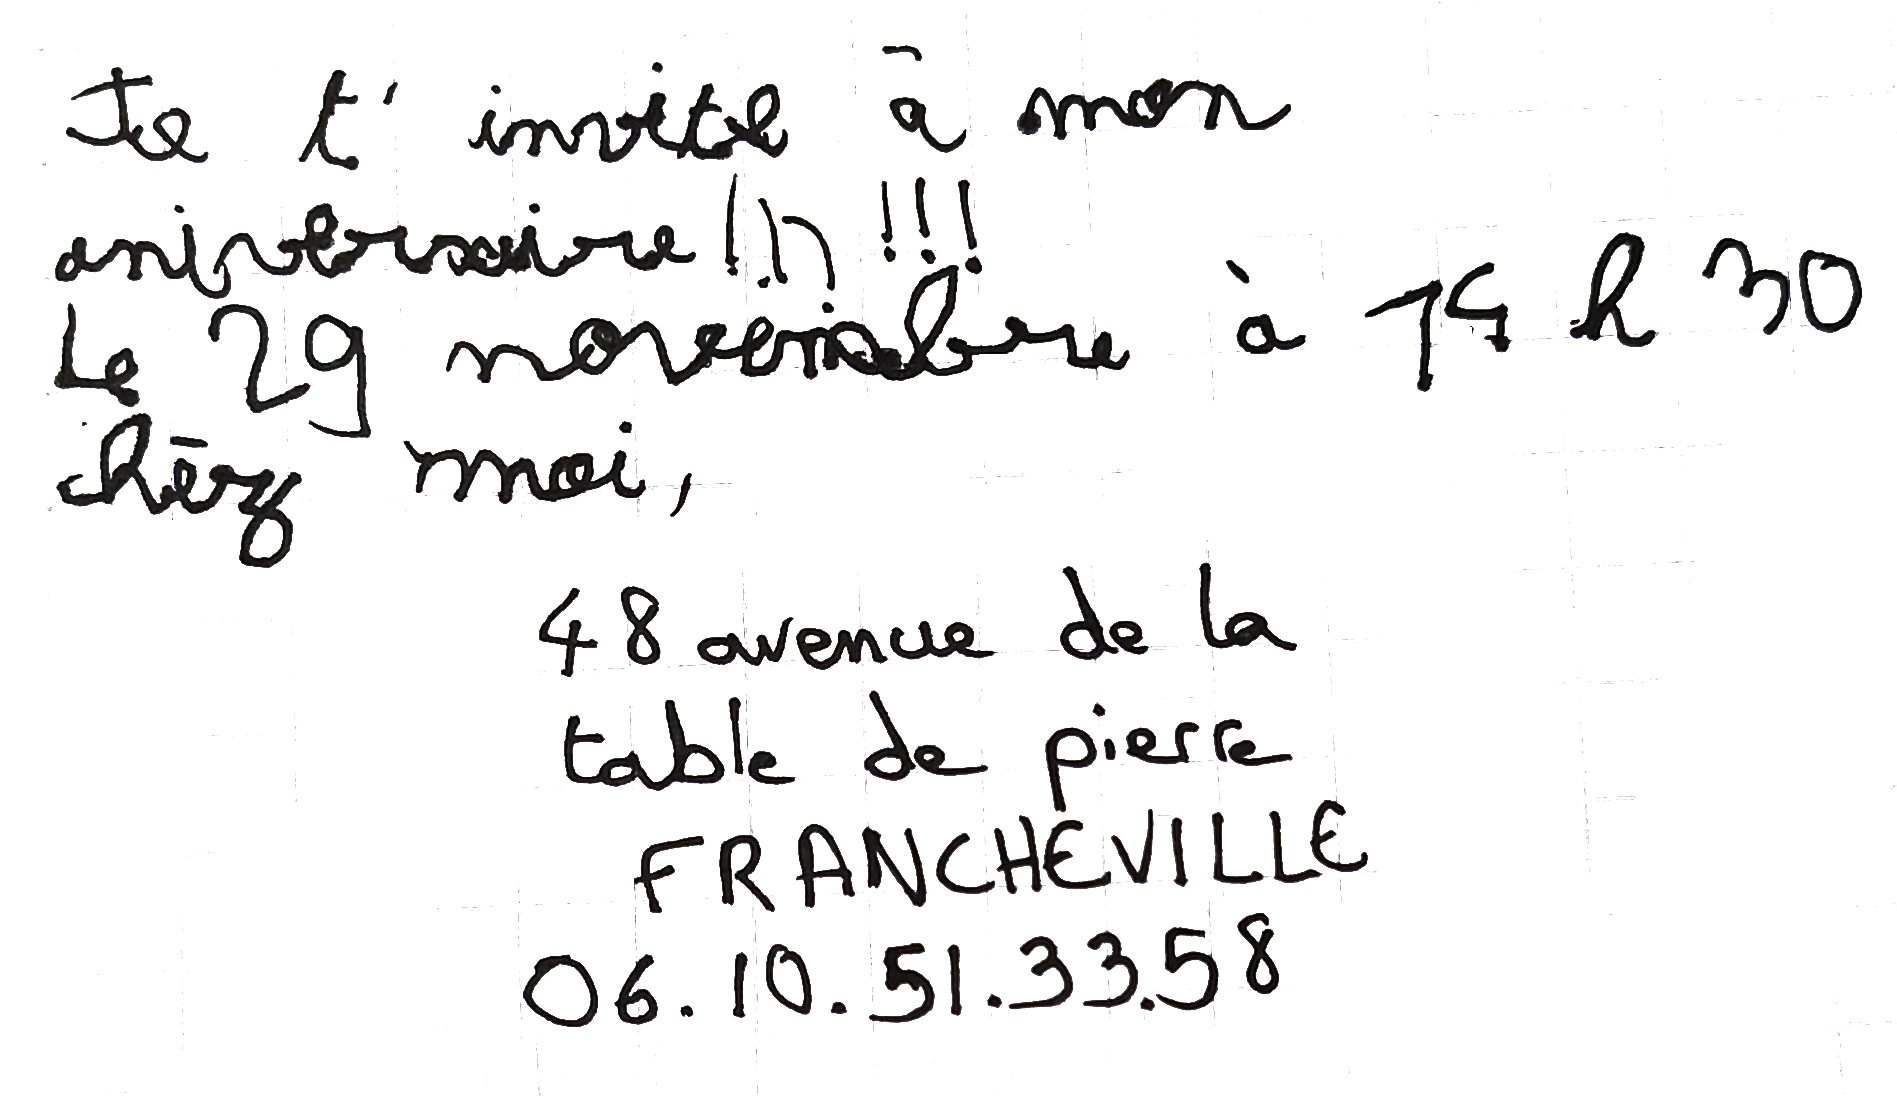 Je t'invite à mon
aniversaire !!! !!!
Le 29 novembre à 14 h 30
chez moi,
48 avenue de la
table de pierre
FRANCHEVILLE
06.10.51.33.58